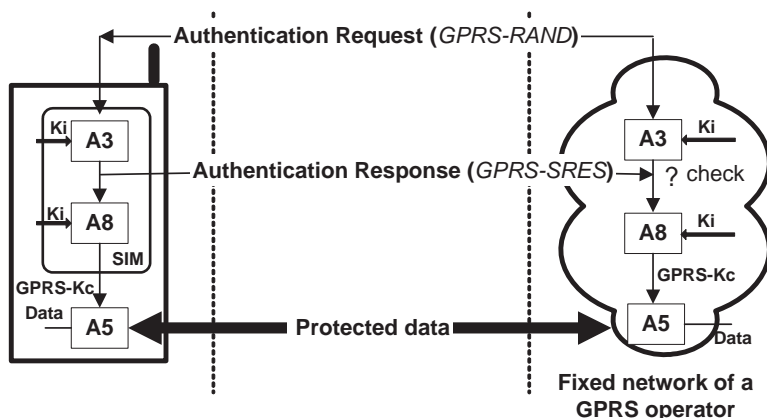 Authentication Request (GPRS-RAND)
Ki
A3
A3
Ki
Authentication Response (GPRS-SRES)
? check
Ki
A8
A8
Ki
SIM
GPRS-Kc
GPRS-Kc
Data
A5
Protected data
A5
Data
Fixed network of a
GPRS operator